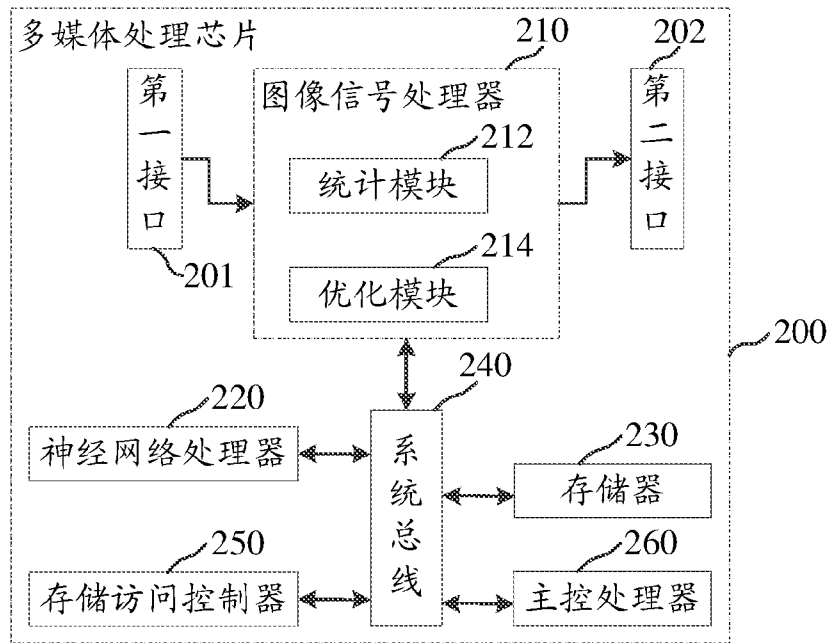 多媒体处理芯片
210
202
第一接口
图像信号处理器
第二接口
212
统计模块
201
214
优化模块
200
240
220
神经网络处理器
系统总线
230
存储器
250
存储访问控制器
260
主控处理器